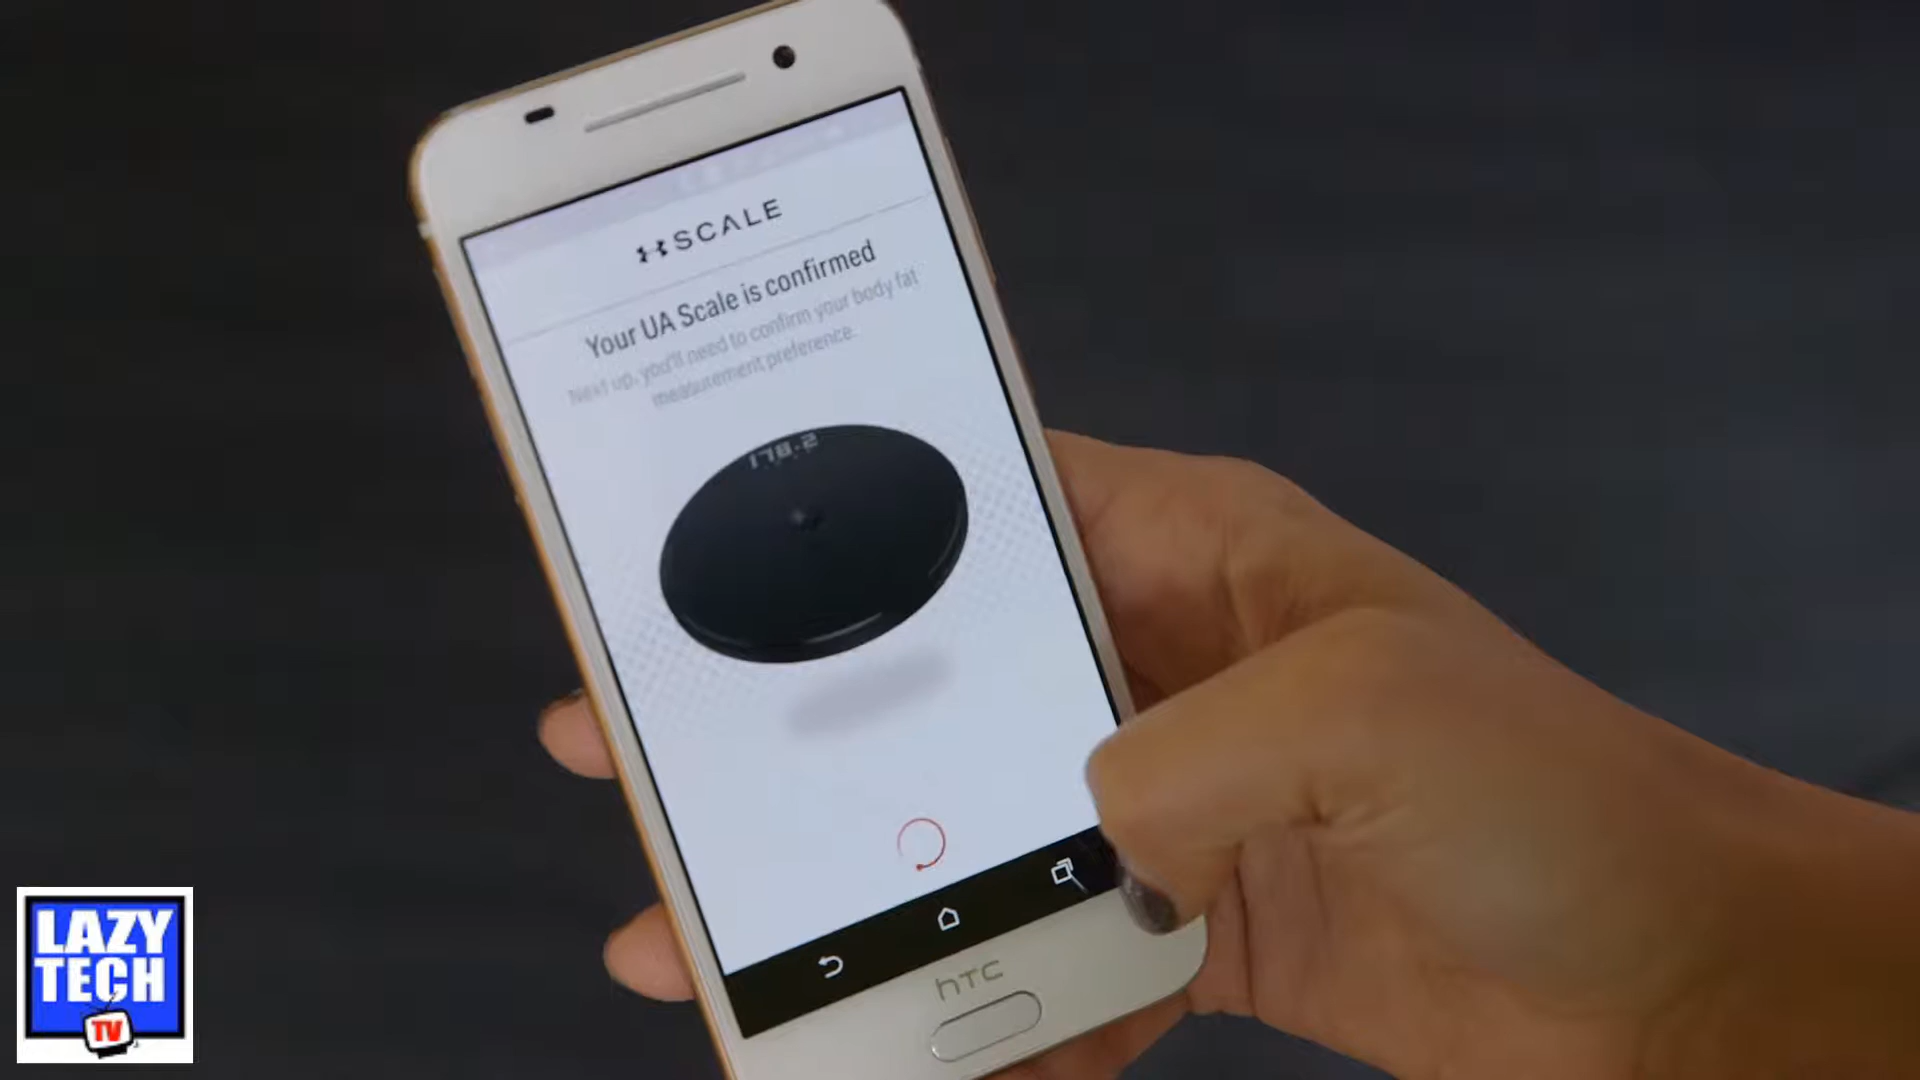 SCALE
Your UA Scale is confirmed
Next up, you'll need to confirm your body fat
measurement preference.
178.2
hTC
LAZY
TECH
TV